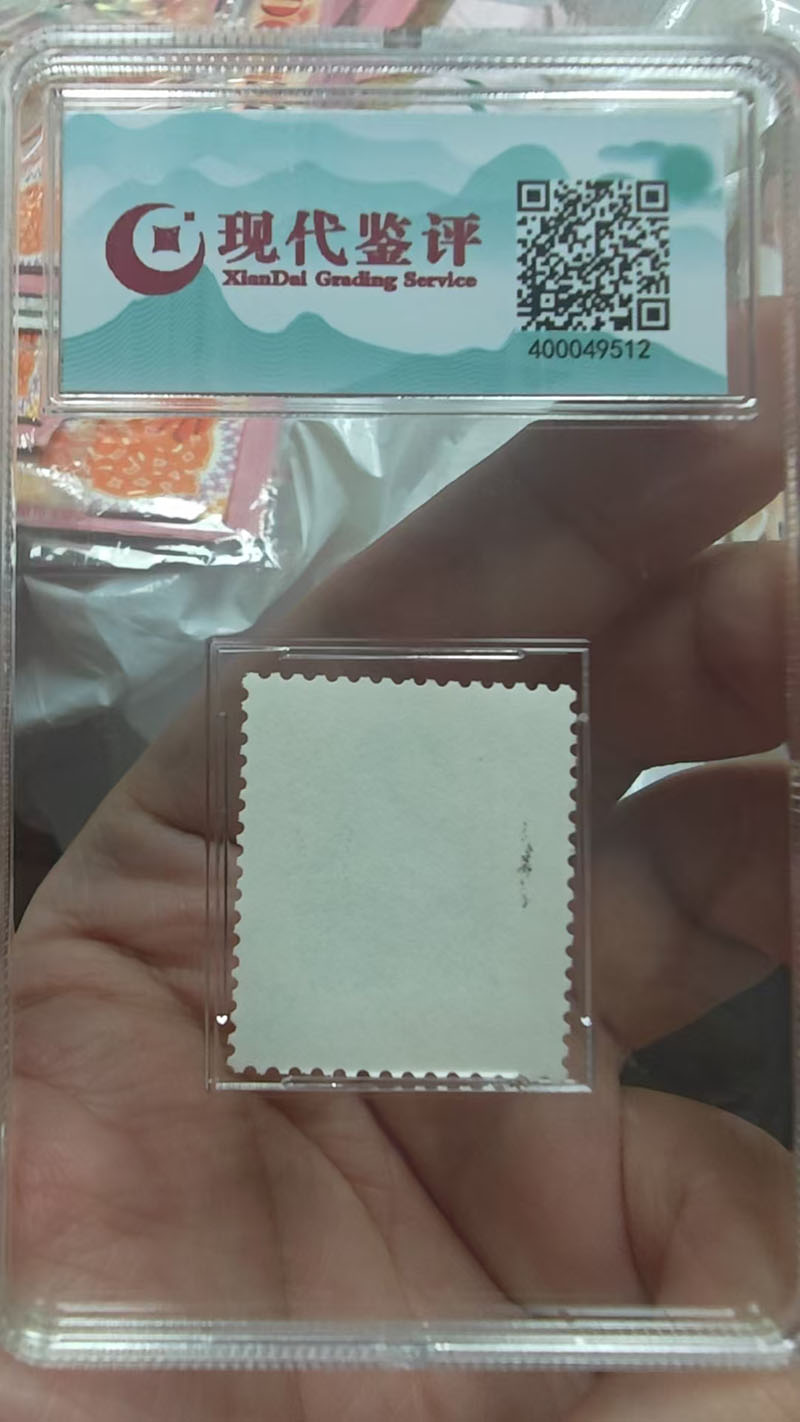 现代鉴评
XianDai Grading Service
400049512